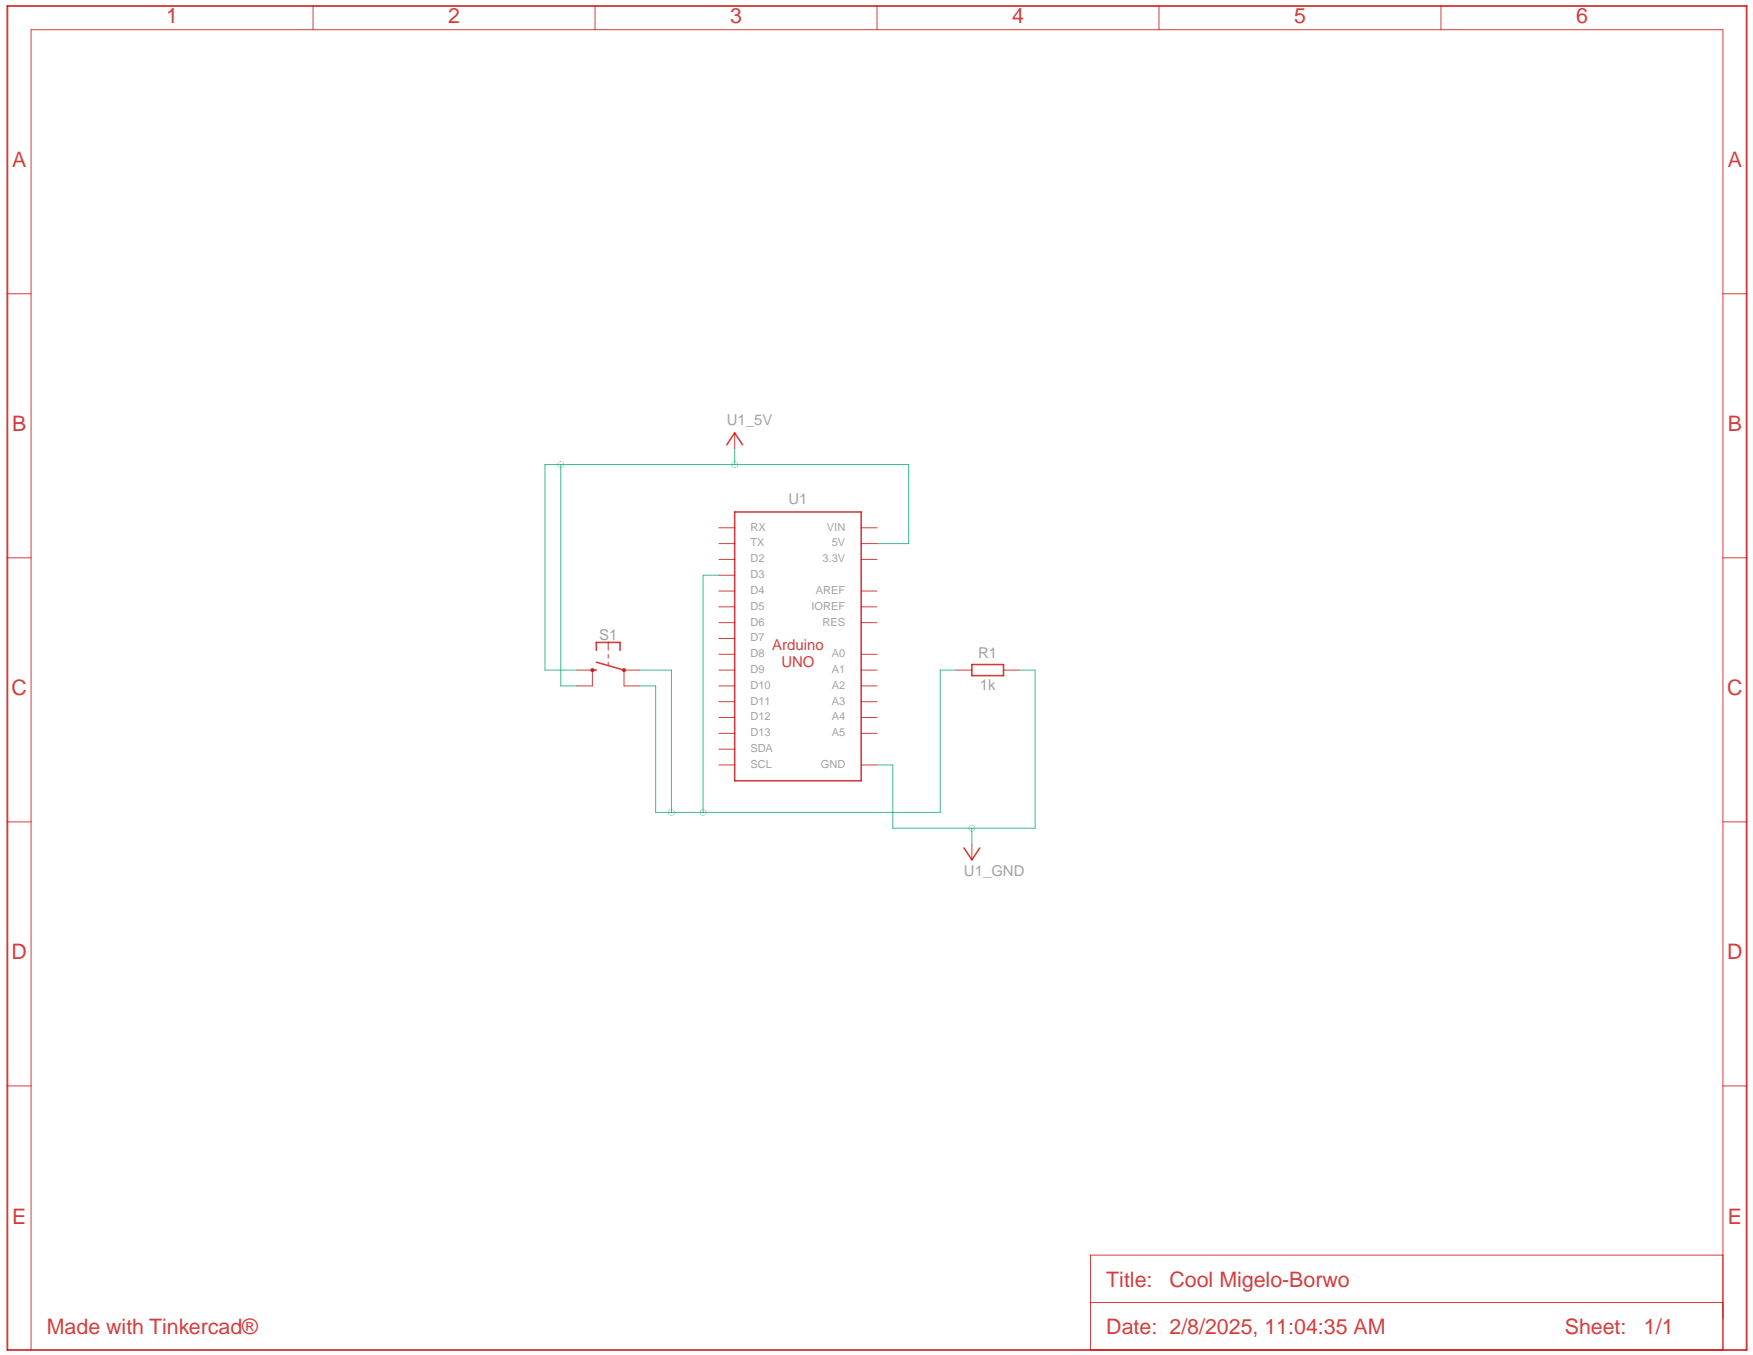 1 2 3 4 5 6
A A
B B
U1_5V
U1
RX VIN
TX 5V
D2 3.3V
D3
D4 AREF
D5 IOREF
D6 RES
D7
D8 A0
D9 A1
D10 A2
D11 A3
D12 A4
D13 A5
SDA
SCL GND
Arduino
UNO
S1
R1
1k
C C
U1_GND
D D
E E
Title: Cool Migelo-Borwo
Made with Tinkercad®
Date: 2/8/2025, 11:04:35 AM Sheet: 1/1